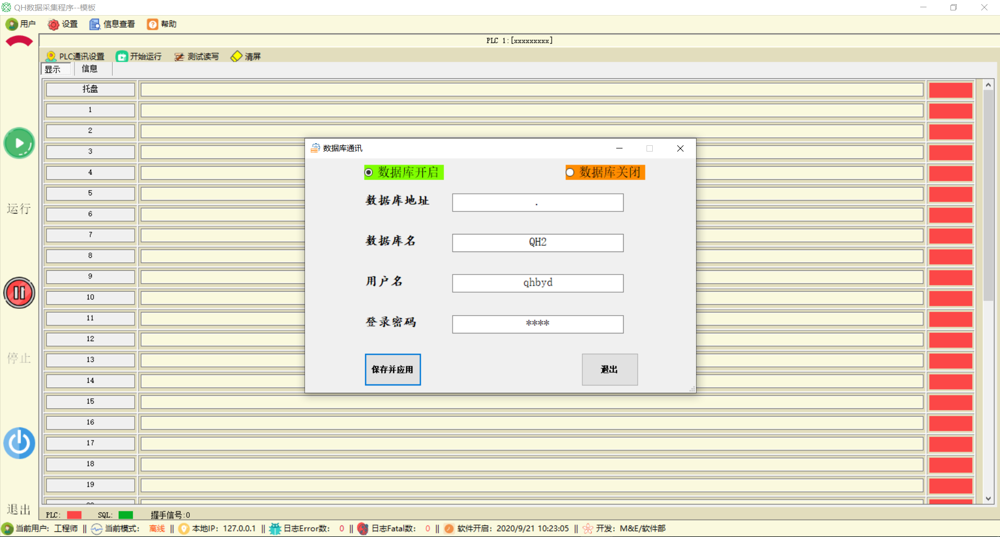 QH数据采集程序--模板
用户 设置 信息查看 帮助
PLC 1:[xxxxxxxxx]
PLC通讯设置 开始运行 测试读写 清屏
显示 信息
托盘
1
2
3
4
5
6
7
8
9
10
11
12
13
14
15
16
17
18
19
运行
停止
退出
数据库通讯
数据库开启 数据库关闭
数据库地址 .
数据库名 QH2
用户名 qhbyd
登录密码 ****
保存并应用 退出
PLC: SQL: 握手信号:0
当前用户: 工程师 || 当前模式: 离线 || 本地IP: 127.0.0.1 || 日志Error数: 0 || 日志Fatal数: 0 || 软件开启: 2020/9/21 10:23:05 || 开发: M&E/软件部